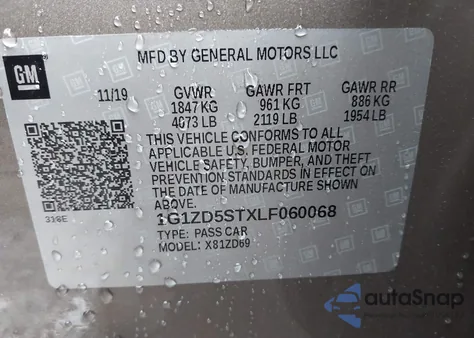 GM
MFD BY GENERAL MOTORS LLC
11/19 GVWR GAWR FRT GAWR RR
1847 KG 961 KG 886 KG
4073 LB 2119 LB 1954 LB
THIS VEHICLE CONFORMS TO ALL
APPLICABLE U.S. FEDERAL MOTOR
VEHICLE SAFETY, BUMPER, AND THEFT
PREVENTION STANDARDS IN EFFECT ON
THE DATE OF MANUFACTURE SHOWN
ABOVE.
1G1ZD5STXLF060068
TYPE: PASS CAR
MODEL: X81ZD69
318E
autoSnap